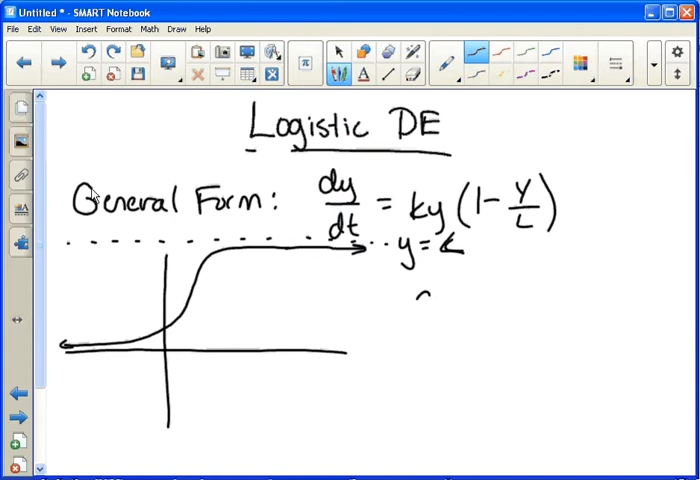 Untitled * - SMART Notebook
File Edit View Insert Format Math Draw Help
Logistic DE
General Form: dy/dt = ky(1 - y/L)
y = L